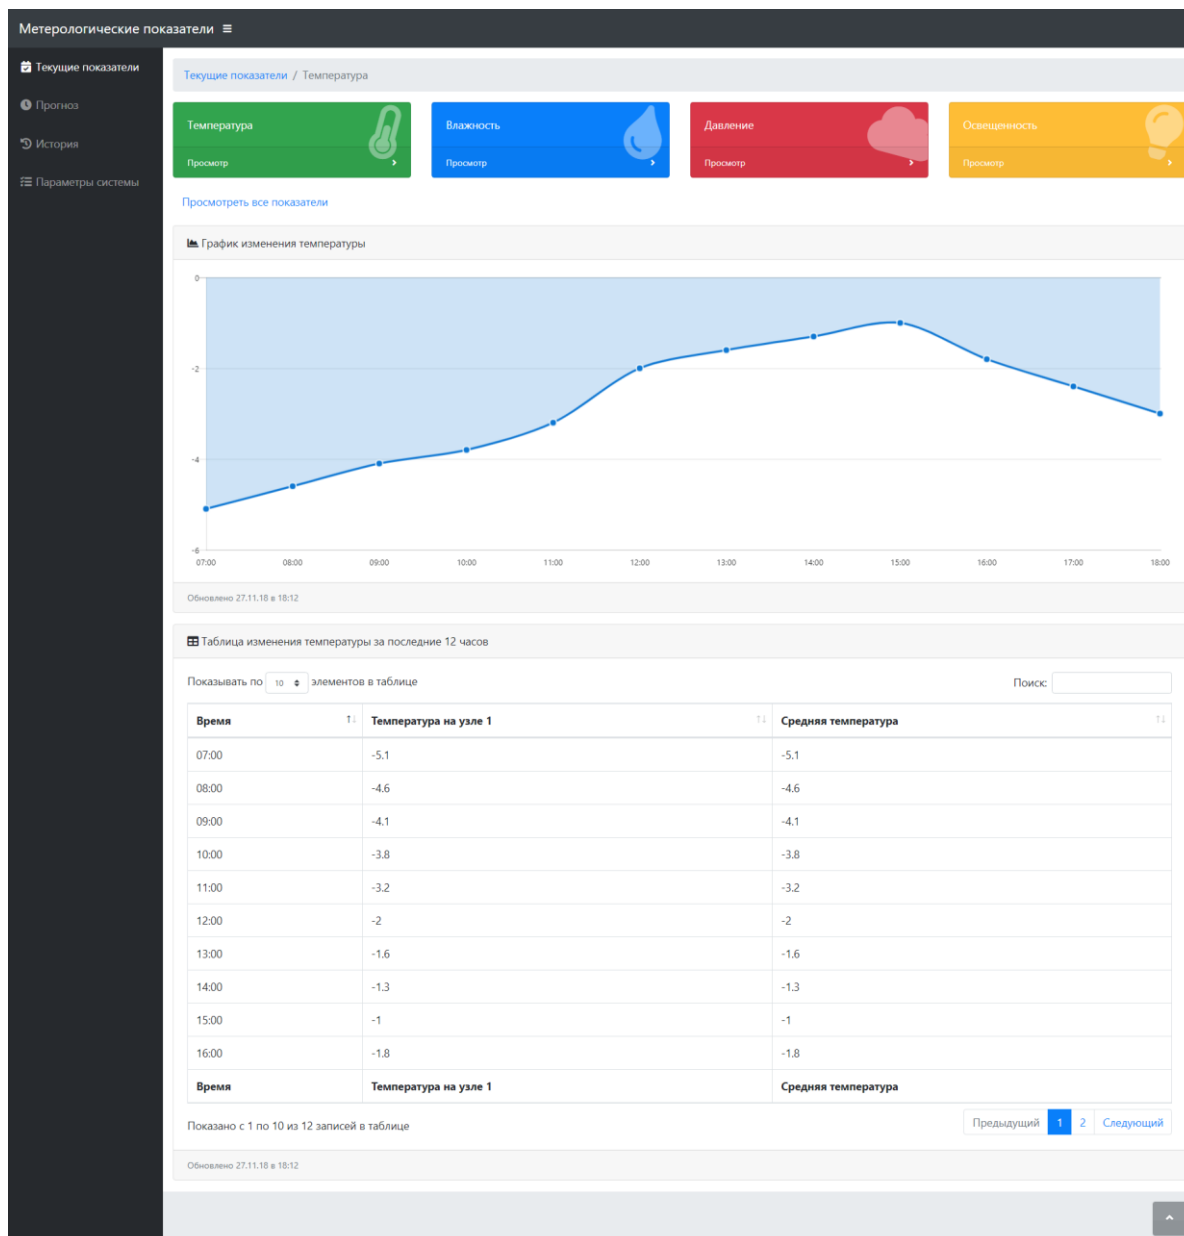 Метерологические показатели
Текущие показатели
Прогноз
История
Параметры системы
Текущие показатели / Температура
Температура
Просмотр
Влажность
Просмотр
Давление
Просмотр
Освещенность
Просмотр
Просмотреть все показатели
График изменения температуры
0
-2
-4
-6
07:00 08:00 09:00 10:00 11:00 12:00 13:00 14:00 15:00 16:00 17:00 18:00
Обновлено 27.11.18 в 18:12
Таблица изменения температуры за последние 12 часов
Показывать по 10 элементов в таблице
Поиск:
Время Температура на узле 1 Средняя температура
07:00 -5.1 -5.1
08:00 -4.6 -4.6
09:00 -4.1 -4.1
10:00 -3.8 -3.8
11:00 -3.2 -3.2
12:00 -2 -2
13:00 -1.6 -1.6
14:00 -1.3 -1.3
15:00 -1 -1
16:00 -1.8 -1.8
Время Температура на узле 1 Средняя температура
Показано с 1 по 10 из 12 записей в таблице
Предыдущий 1 2 Следующий
Обновлено 27.11.18 в 18:12